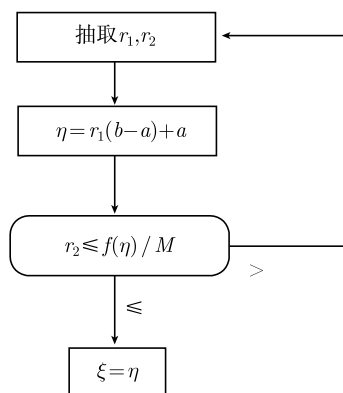 抽取r₁,r₂
η=r₁(b−a)+a
r₂≤f(η)/M
>
≤
ξ=η